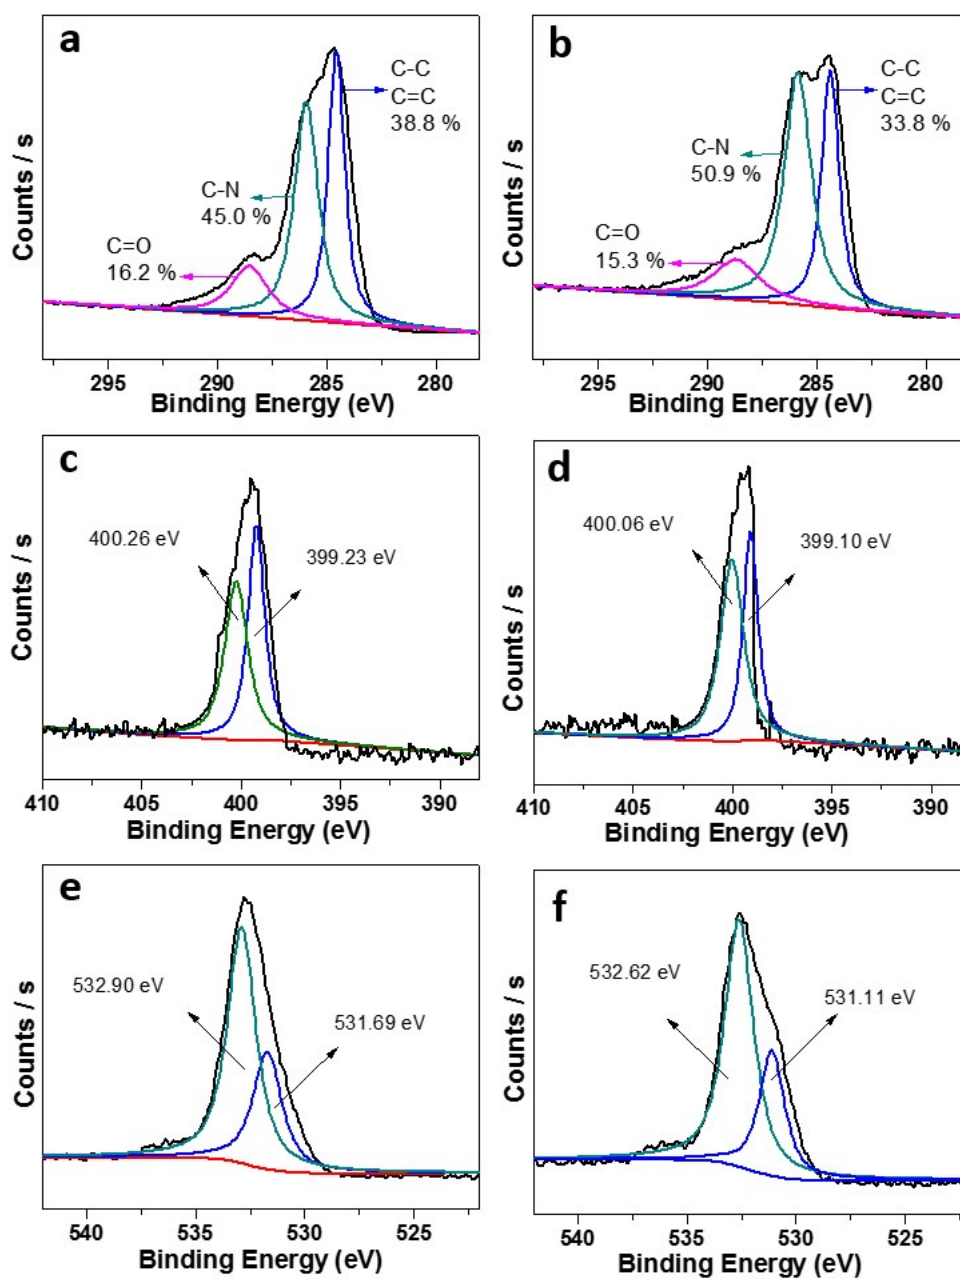 a
C-C
C=C
38.8 %
C-N
45.0 %
C=O
16.2 %
Counts / s
295 290 285 280
Binding Energy (eV)
b
C-C
C=C
33.8 %
C-N
50.9 %
C=O
15.3 %
Counts / s
295 290 285 280
Binding Energy (eV)
c
400.26 eV
399.23 eV
Counts / s
410 405 400 395 390
Binding Energy (eV)
d
400.06 eV
399.10 eV
Counts / s
410 405 400 395 390
Binding Energy (eV)
e
532.90 eV
531.69 eV
Counts / s
540 535 530 525
Binding Energy (eV)
f
532.62 eV
531.11 eV
Counts / s
540 535 530 525
Binding Energy (eV)